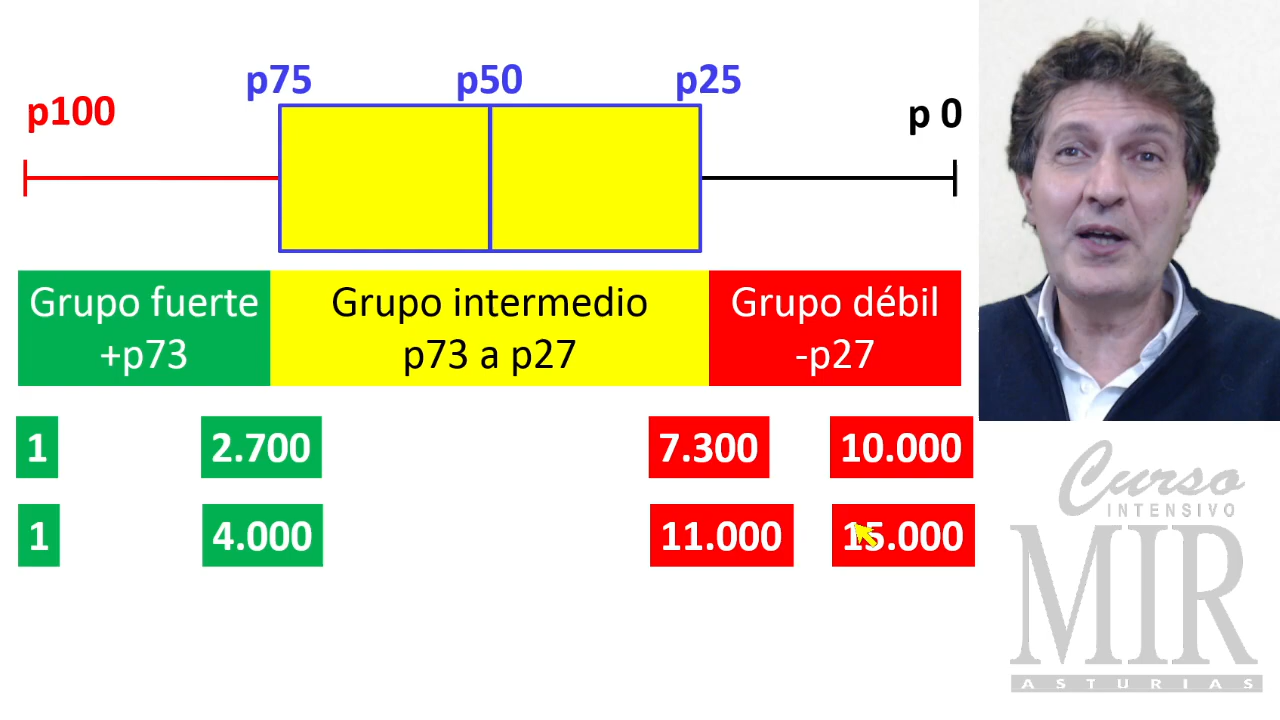 p100
p75
p50
p25
p 0
Grupo fuerte
+p73
Grupo intermedio
p73 a p27
Grupo débil
-p27
1
2.700
7.300
10.000
1
4.000
11.000
15.000
Curso
INTENSIVO
MIR
ASTURIAS